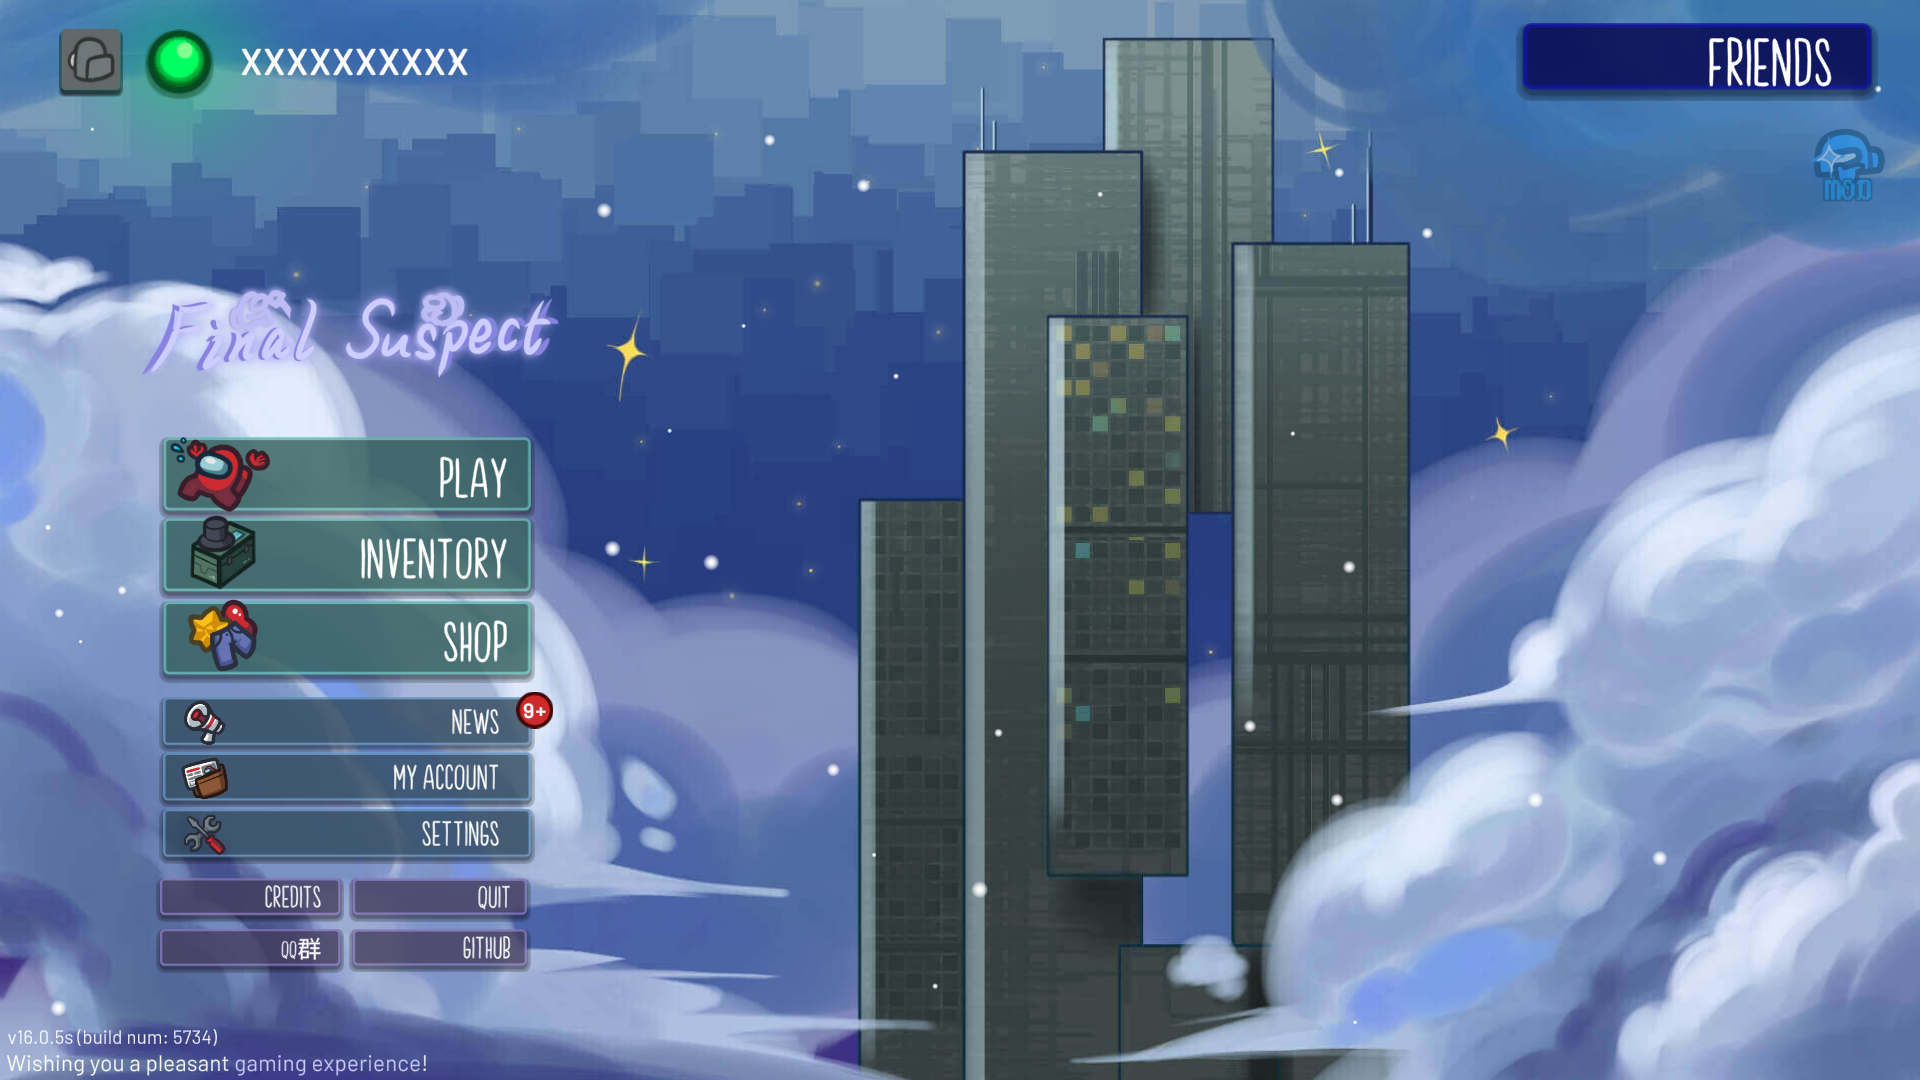 XXXXXXXXXX
FRIENDS
MOD
Final Suspect
PLAY
INVENTORY
SHOP
NEWS
9+
MY ACCOUNT
SETTINGS
CREDITS
QUIT
QQ群
GITHUB
v16.0.5s (build num: 5734)
Wishing you a pleasant gaming experience!